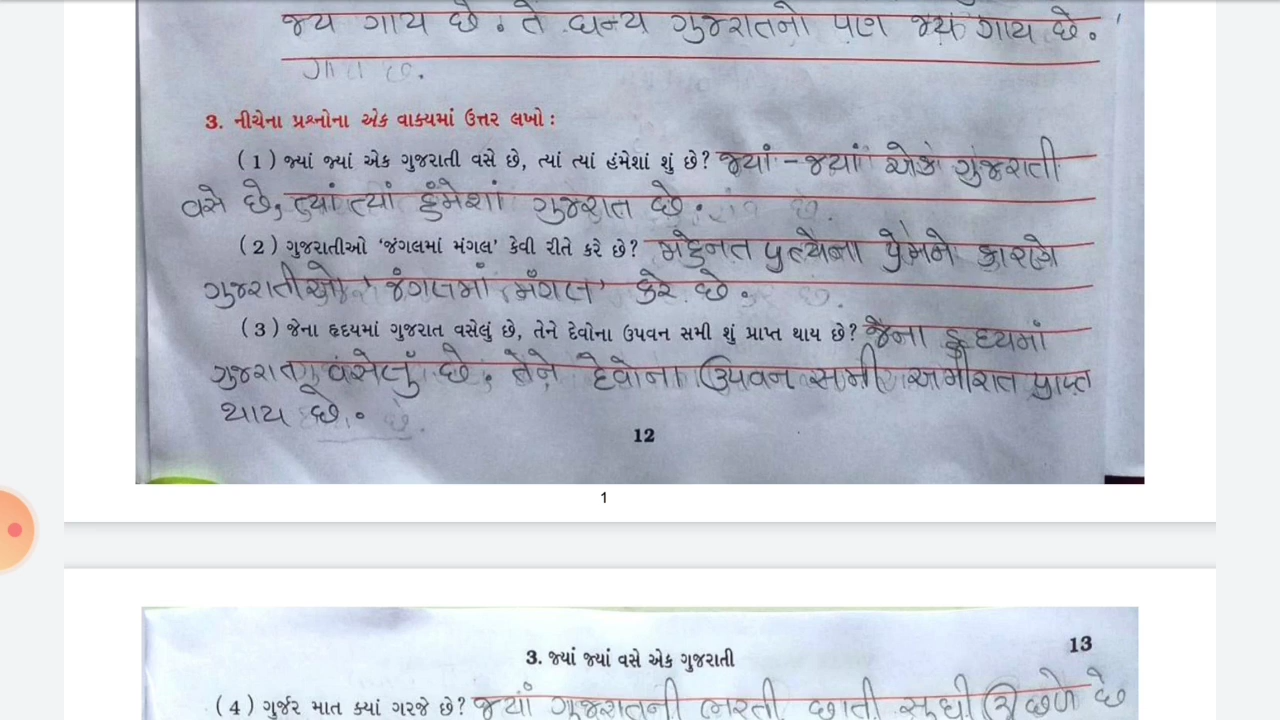 જય ગાય છે. તે ધન્ય ગુજરાતનો પણ જય ગાય છે.
3. નીચેના પ્રશ્નોના એક વાક્યમાં ઉત્તર લખો :
(1) જ્યાં જ્યાં એક ગુજરાતી વસે છે, ત્યાં ત્યાં હંમેશાં શું છે? જ્યાં-જ્યાં એક ગુજરાતી
વસે છે, ત્યાં ત્યાં હંમેશાં ગુજરાત છે.
(2) ગુજરાતીઓ 'જંગલમાં મંગલ' કેવી રીતે કરે છે? મહેનત પ્રત્યેના પ્રેમને કારણે
ગુજરાતીઓ 'જંગલમાં મંગલ' કરે છે.
(3) જેના હૃદયમાં ગુજરાત વસેલું છે, તેને દેવોના ઉપવન સમી શું પ્રાપ્ત થાય છે? જેના હૃદયમાં
ગુજરાત વસેલું છે. તેને દેવોના ઉપવન સમી અમીરાત પ્રાપ્ત
થાય છે.
12
1
13
3. જ્યાં જ્યાં વસે એક ગુજરાતી
(4) ગુર્જર માત ક્યાં ગરજે છે? જ્યાં ગુજરાતની ભરતી છાતી સુધી ઊછળે છે